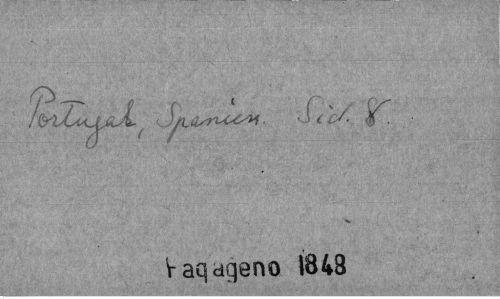 Portugal, Spanien. Sid. 8.
Faqageno 1848